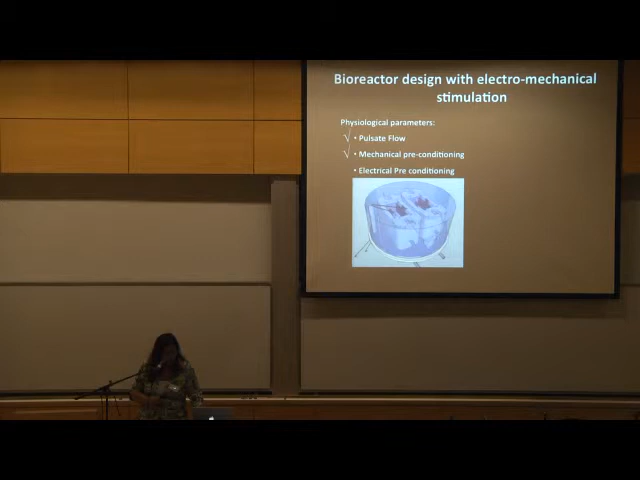 Bioreactor design with electro-mechanical
stimulation
Physiological parameters:
√ • Pulsate Flow
√ • Mechanical pre-conditioning
• Electrical Pre conditioning